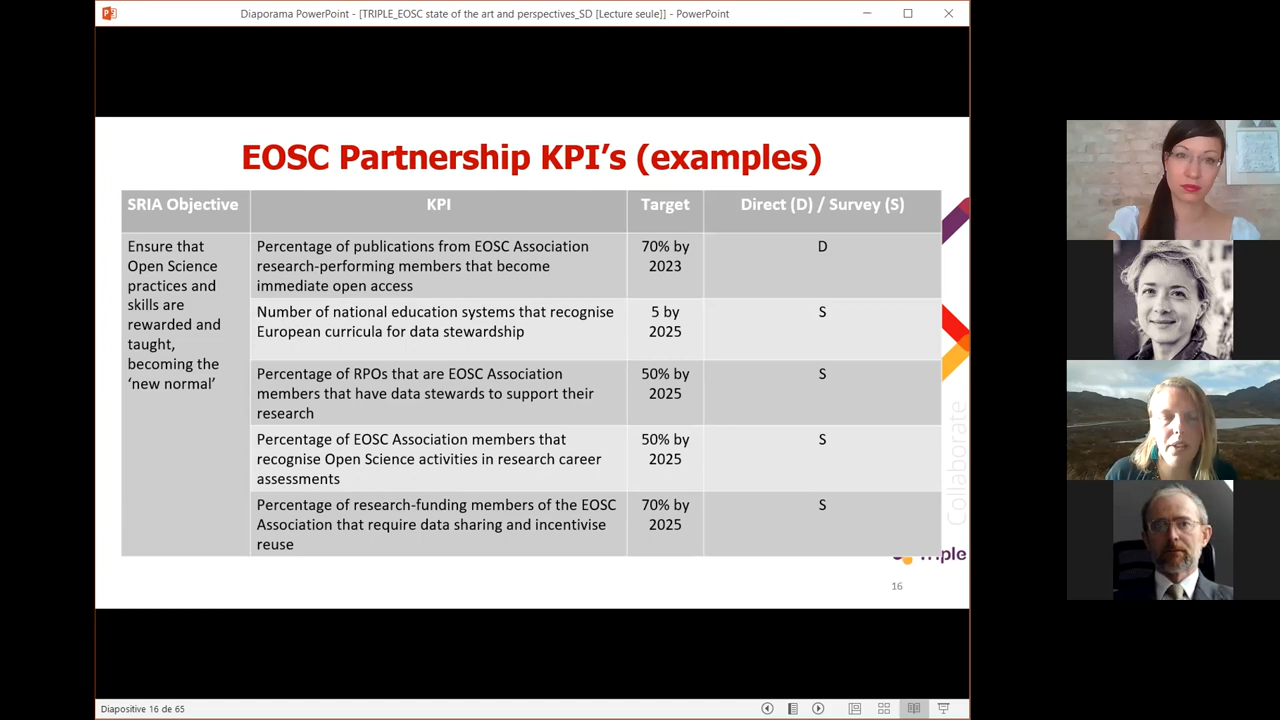 Diaporama PowerPoint - [TRIPLE_EOSC state of the art and perspectives_SD [Lecture seule]] - PowerPoint
EOSC Partnership KPI's (examples)
SRIA Objective
KPI
Target
Direct (D) / Survey (S)
Ensure that
Open Science
practices and
skills are
rewarded and
taught,
becoming the
‘new normal’
Percentage of publications from EOSC Association
research-performing members that become
immediate open access
70% by
2023
D
Number of national education systems that recognise
European curricula for data stewardship
5 by
2025
S
Percentage of RPOs that are EOSC Association
members that have data stewards to support their
research
50% by
2025
S
Percentage of EOSC Association members that
recognise Open Science activities in research career
assessments
50% by
2025
S
Percentage of research-funding members of the EOSC
Association that require data sharing and incentivise
reuse
70% by
2025
S
Collaborate
Triple
16
Diapositive 16 de 65